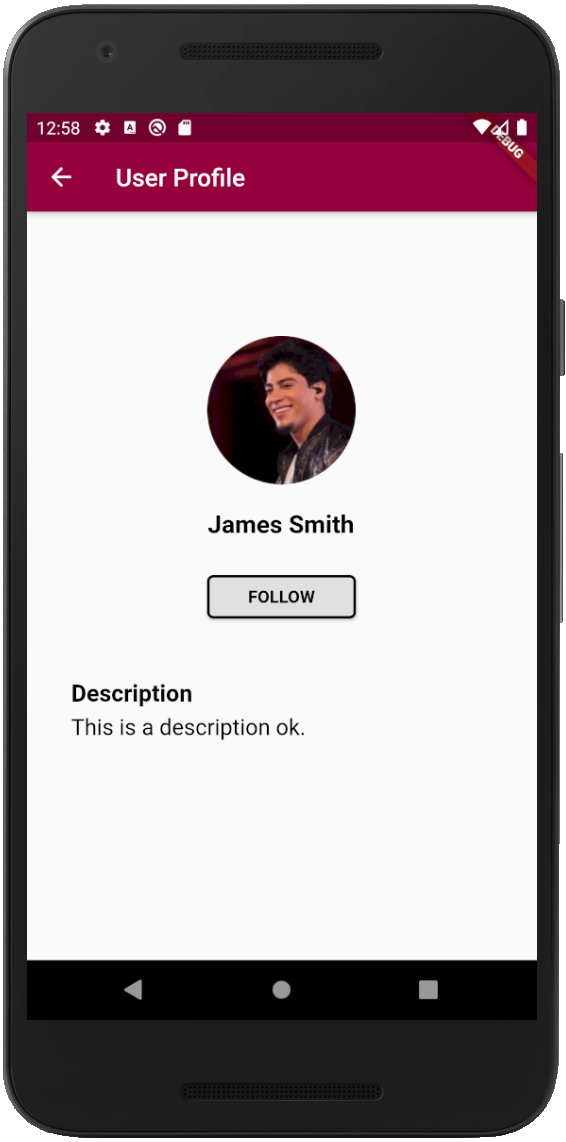 12:58
DEBUG
User Profile
James Smith
FOLLOW
Description
This is a description ok.